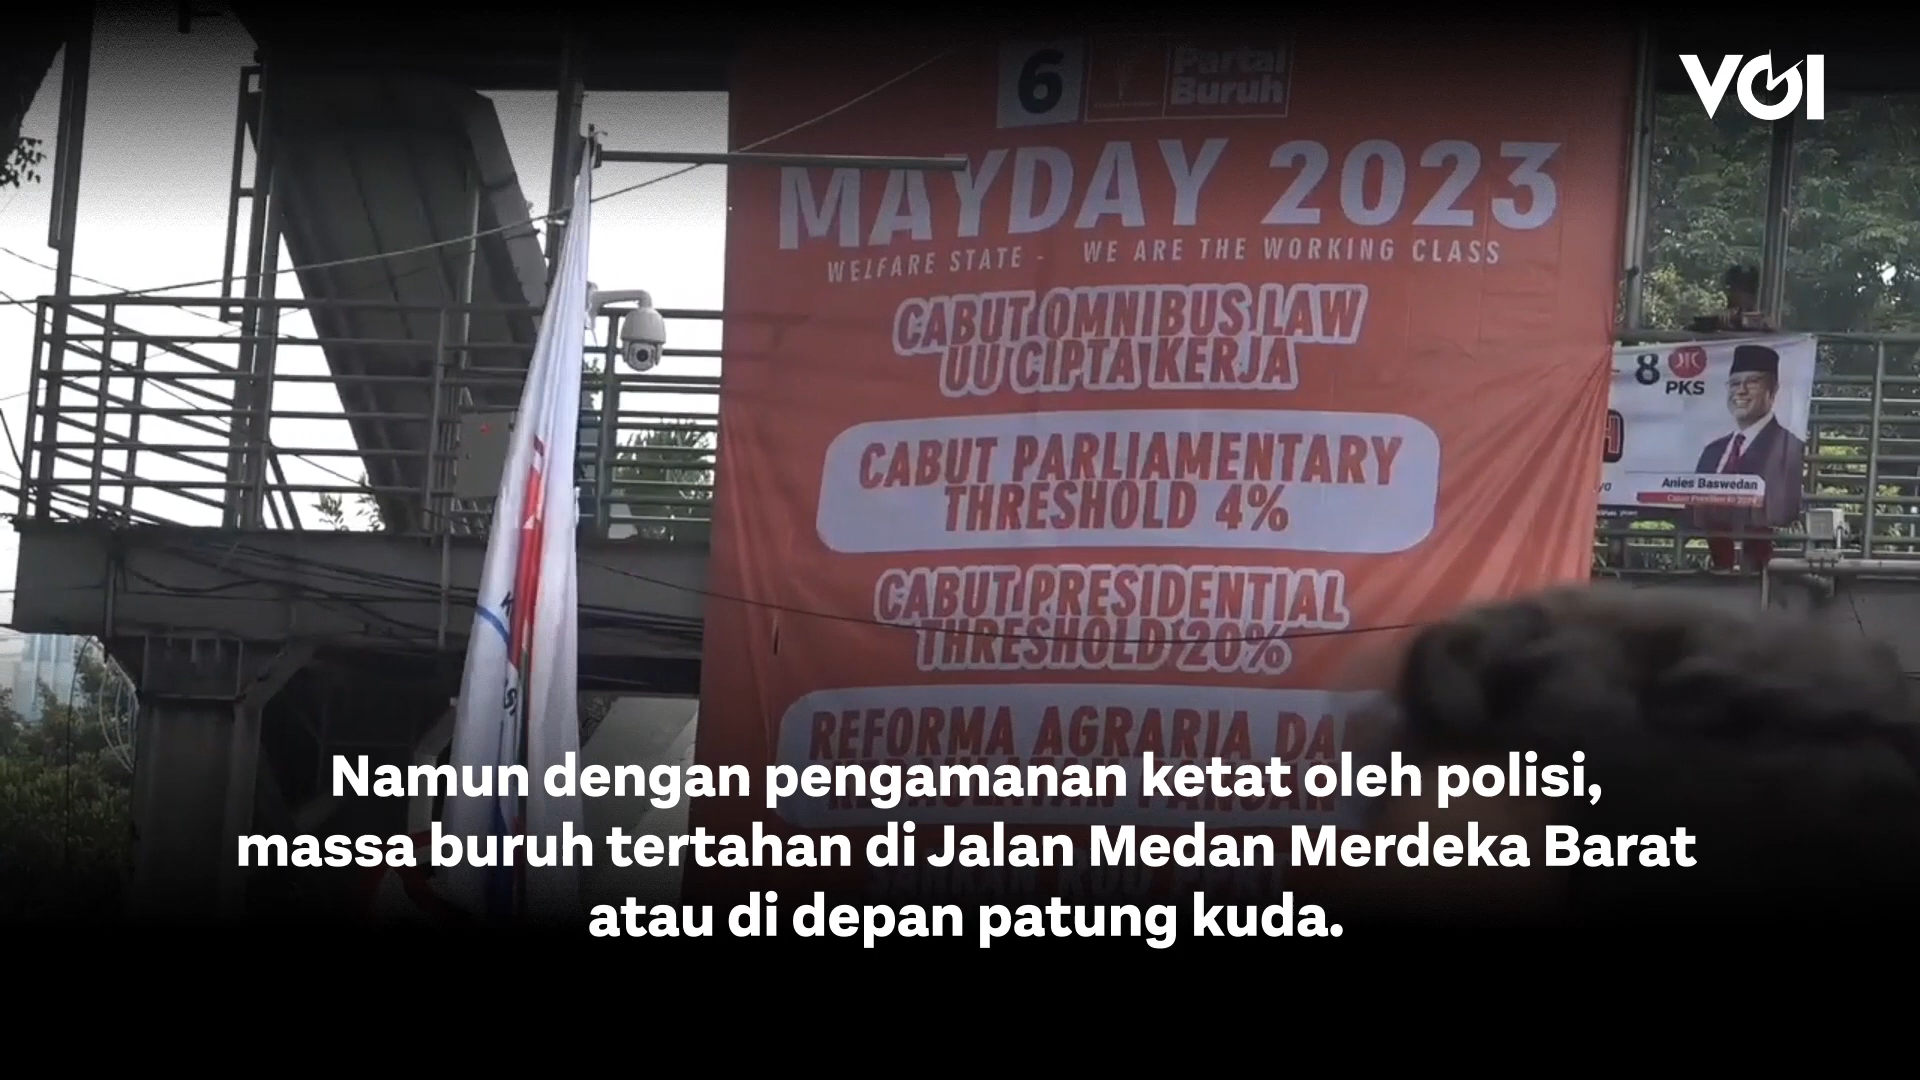 VOI
6
Partai
Buruh
MAYDAY 2023
WELFARE STATE - WE ARE THE WORKING CLASS
CABUT OMNIBUS LAW
UU CIPTA KERJA
8
PKS
Anies Baswedan
CABUT PARLIAMENTARY
THRESHOLD 4%
CABUT PRESIDENTIAL
THRESHOLD 20%
REFORMA AGRARIA DAN
KEDAULATAN PANGAN
Namun dengan pengamanan ketat oleh polisi,
massa buruh tertahan di Jalan Medan Merdeka Barat
atau di depan patung kuda.